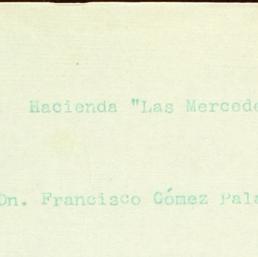 Hacienda "Las Mercede
Dn. Francisco Gómez Pala